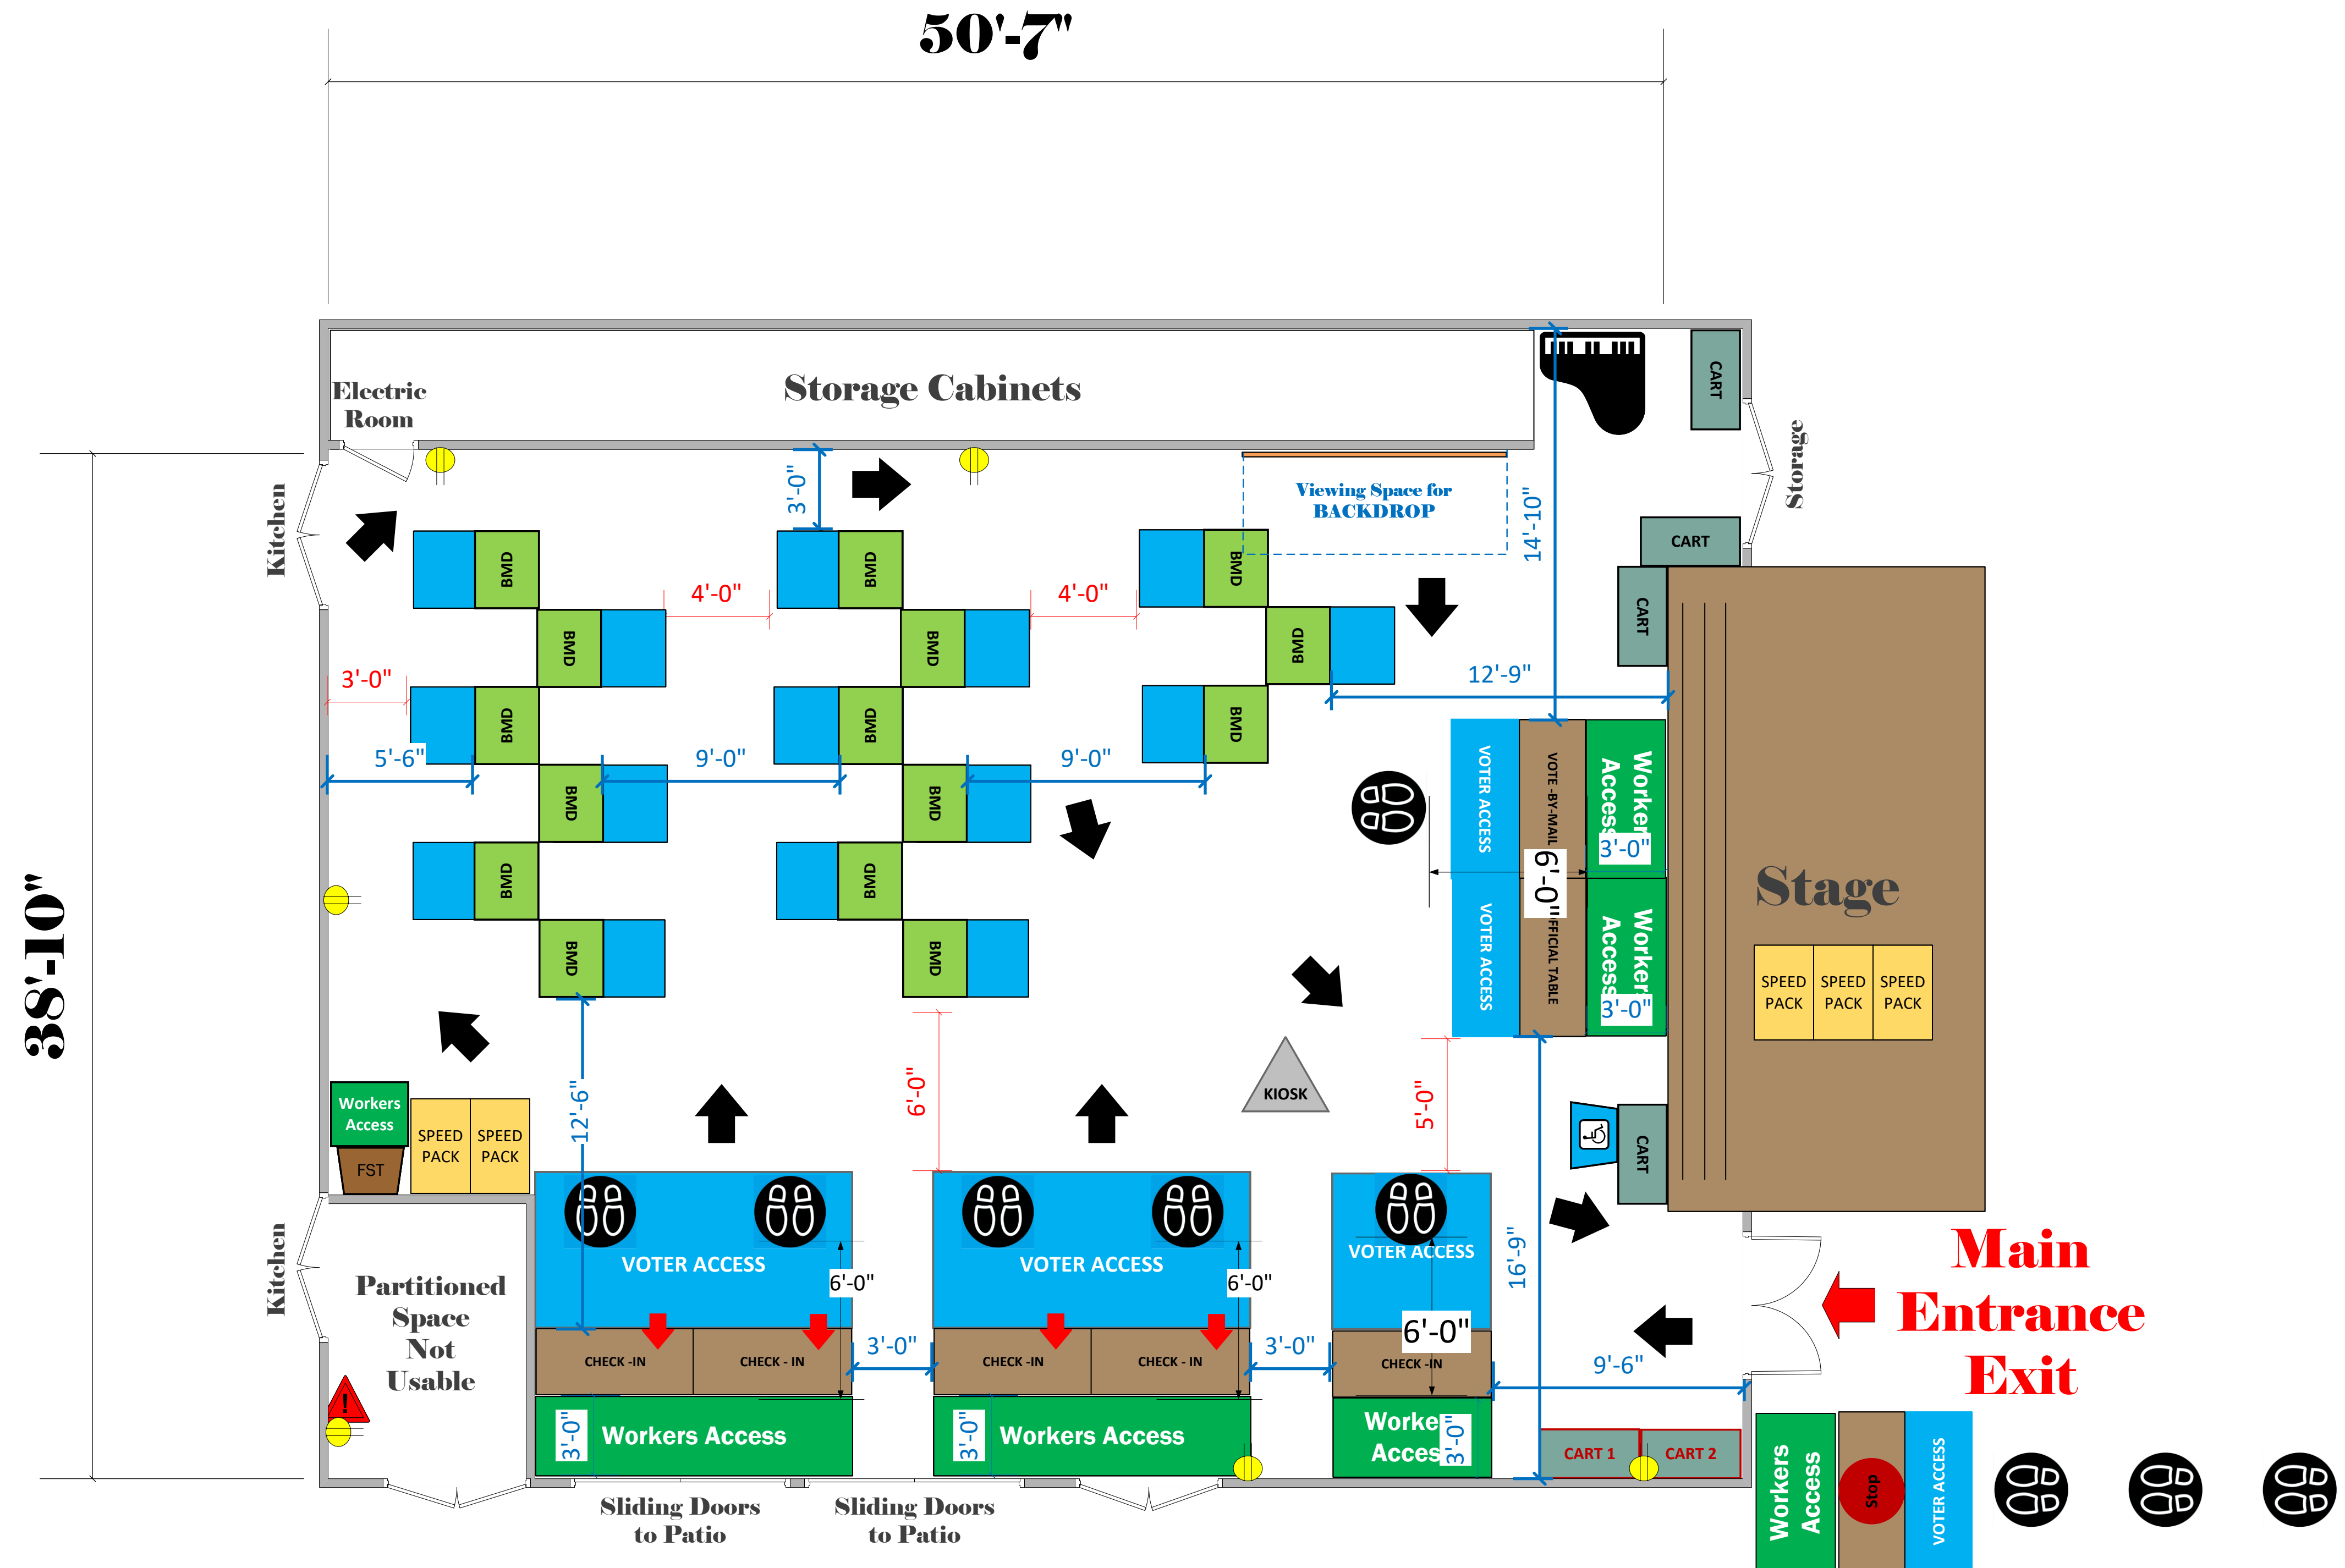 50'-7"
38'-10"
Electric
Room
Storage Cabinets
CART
Storage
Kitchen
3'-0"
Viewing Space for
BACKDROP
14'-10"
CART
CART
BMD
BMD
BMD
BMD
BMD
BMD
4'-0"
4'-0"
3'-0"
12'-9"
BMD
BMD
BMD
5'-6"
9'-0"
9'-0"
BMD
BMD
BMD
BMD
BMD
BMD
VOTER ACCESS
VOTE -BY-MAIL
Worker
Access
3'-0"
6'-0"
VOTER ACCESS
FFICIAL TABLE
Worker
Access
3'-0"
Stage
SPEED
PACK
SPEED
PACK
SPEED
PACK
12'-6"
6'-0"
KIOSK
5'-0"
CART
Workers
Access
FST
SPEED
PACK
SPEED
PACK
Kitchen
Partitioned
Space
Not
Usable
!
VOTER ACCESS
6'-0"
VOTER ACCESS
6'-0"
VOTER ACCESS
6'-0"
16'-9"
Main
Entrance
Exit
CHECK -IN
CHECK - IN
3'-0"
CHECK -IN
CHECK - IN
3'-0"
CHECK -IN
9'-6"
3'-0"
Workers Access
3'-0"
Workers Access
Worke
Acces
3'-0"
CART 1
CART 2
Workers
Access
Stop
VOTER ACCESS
Sliding Doors
to Patio
Sliding Doors
to Patio